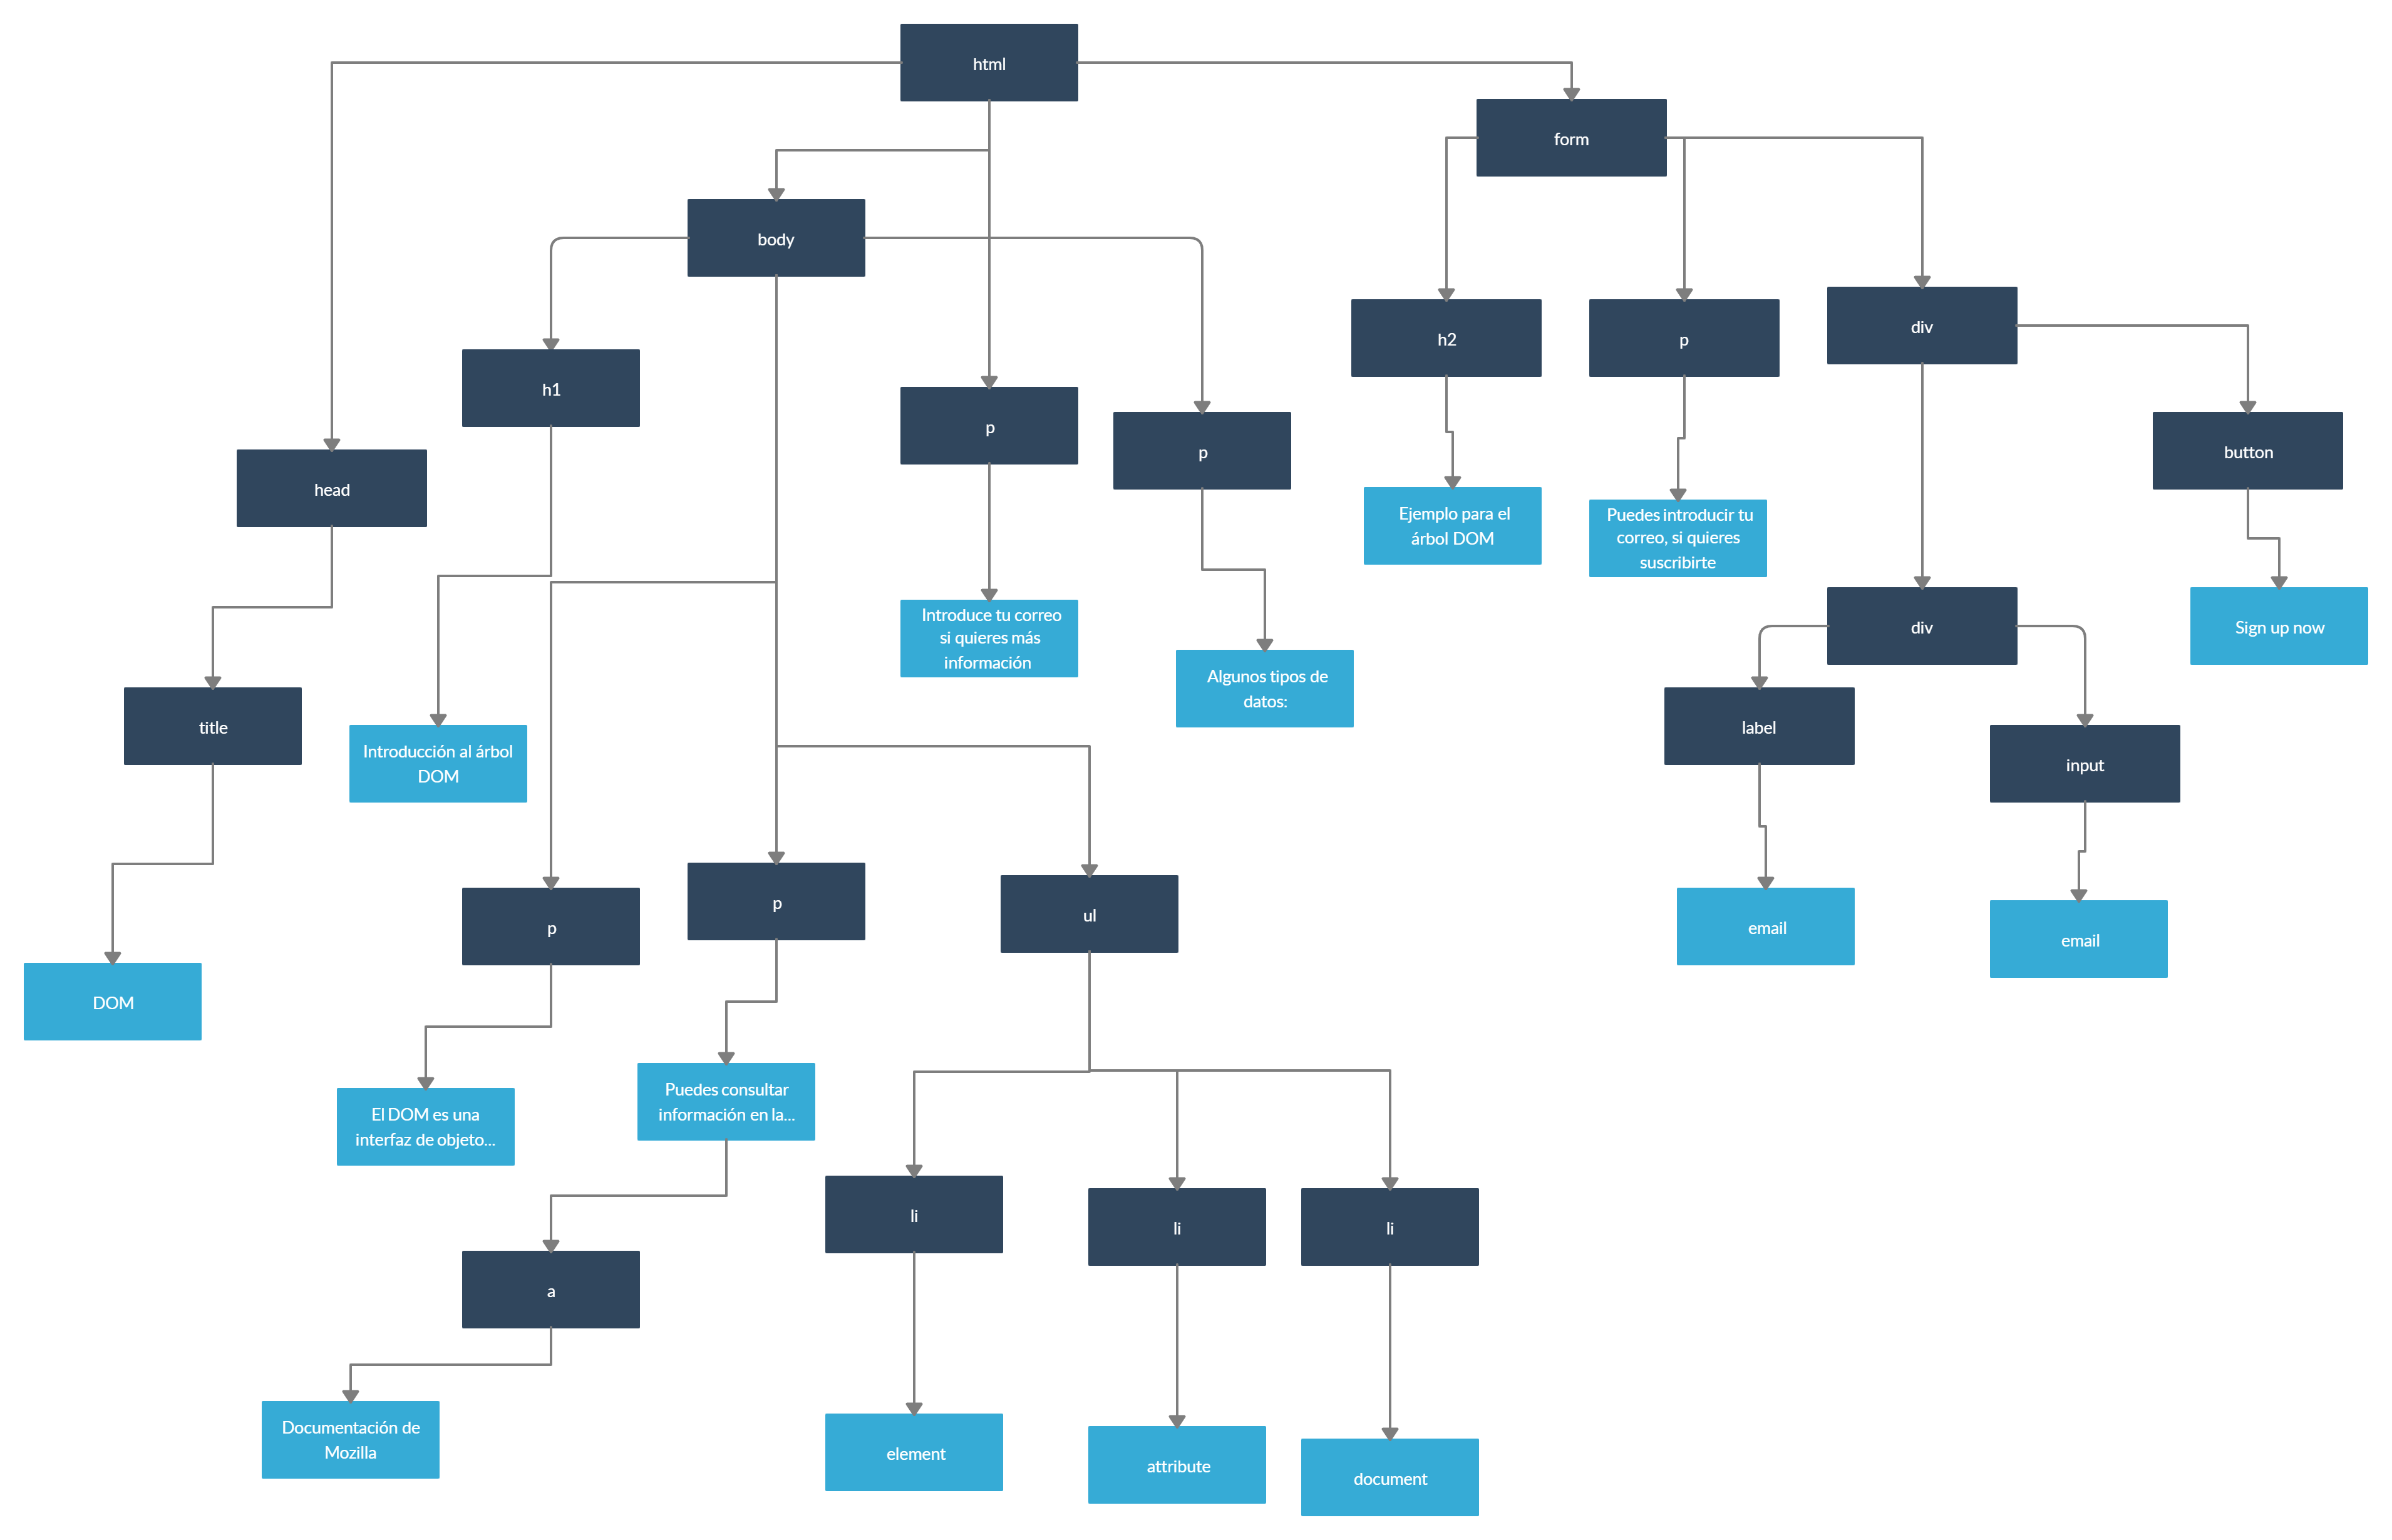 html
form
body
h2
p
div
h1
p
p
button
head
Ejemplo para el
árbol DOM
Puedes introducir tu
correo, si quieres
suscribirte
Introduce tu correo
si quieres más
información
div
Sign up now
Algunos tipos de
datos:
title
Introducción al árbol
DOM
label
input
p
p
ul
email
email
DOM
El DOM es una
interfaz de objeto...
Puedes consultar
información en la...
li
li
li
a
Documentación de
Mozilla
element
attribute
document